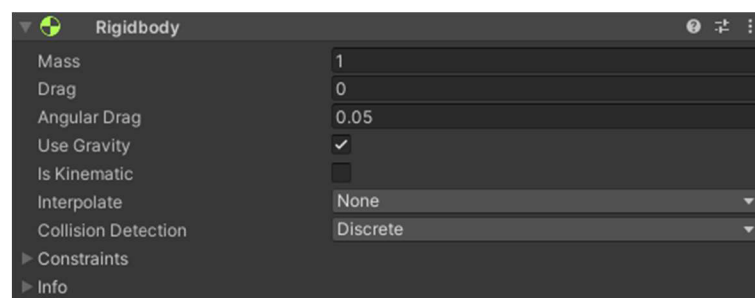 Rigidbody
Mass 1
Drag 0
Angular Drag 0.05
Use Gravity
Is Kinematic
Interpolate None
Collision Detection Discrete
Constraints
Info